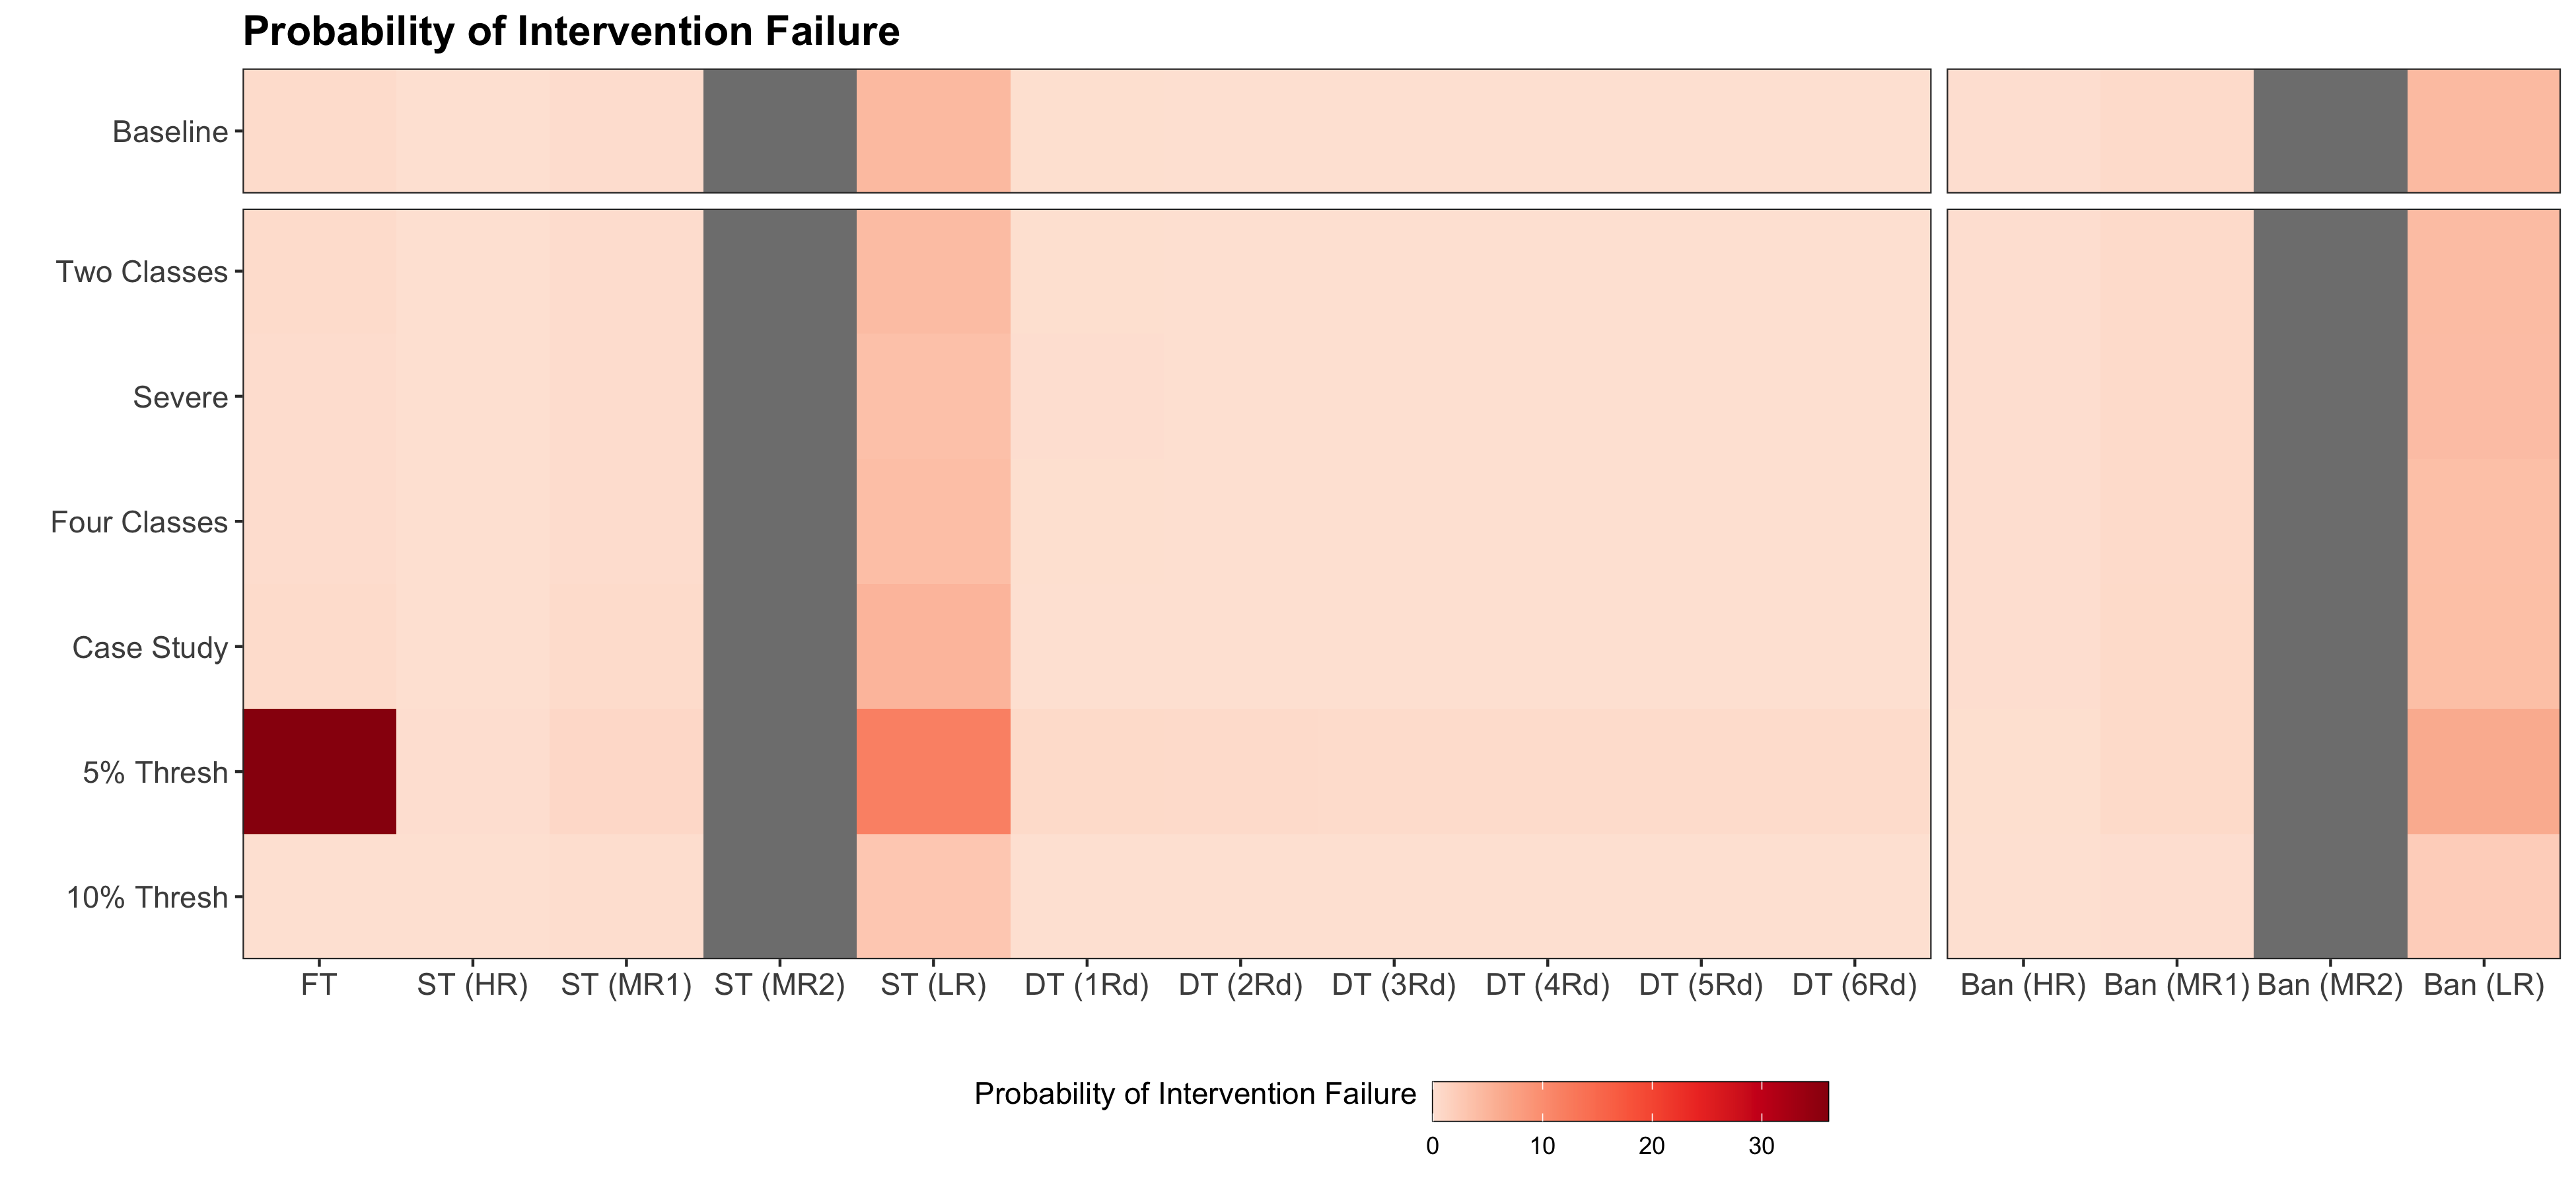 Probability of Intervention Failure
Baseline
Two Classes
Severe
Four Classes
Case Study
5% Thresh
10% Thresh
FT ST (HR) ST (MR1) ST (MR2) ST (LR) DT (1Rd) DT (2Rd) DT (3Rd) DT (4Rd) DT (5Rd) DT (6Rd) Ban (HR) Ban (MR1) Ban (MR2) Ban (LR)
Probability of Intervention Failure
0 10 20 30